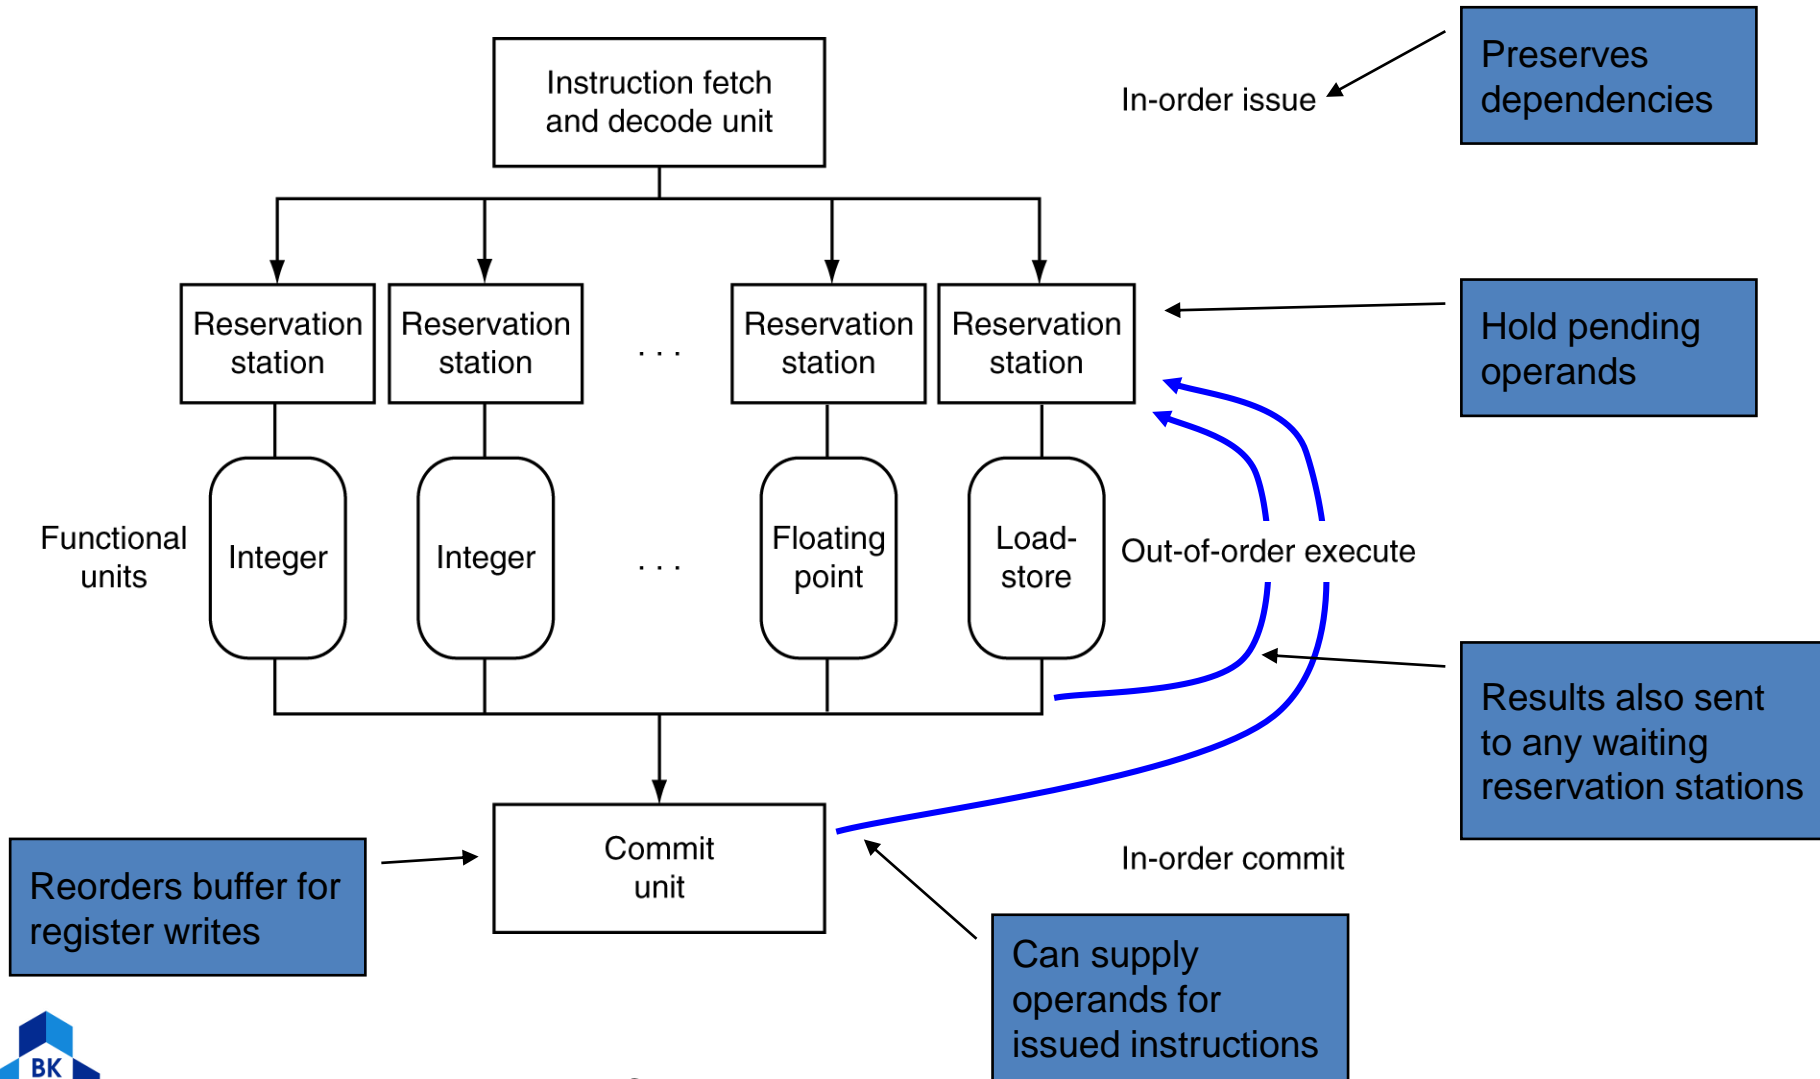 Instruction fetch
and decode unit
In-order issue
Preserves
dependencies
Reservation
station
Reservation
station
. . .
Reservation
station
Reservation
station
Hold pending
operands
Functional
units
Integer
Integer
. . .
Floating
point
Load-
store
Out-of-order execute
Results also sent
to any waiting
reservation stations
Commit
unit
In-order commit
Reorders buffer for
register writes
Can supply
operands for
issued instructions
BK